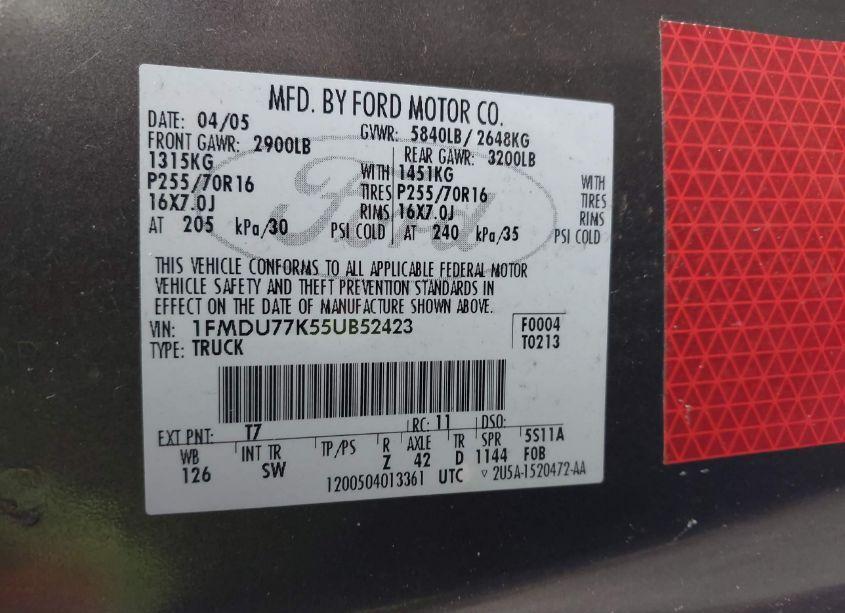 MFD. BY FORD MOTOR CO.
DATE: 04/05 GVWR: 5840LB/ 2648KG
FRONT GAWR: 2900LB REAR GAWR: 3200LB
1315KG WITH 1451KG WITH
P255/70R16 TIRES P255/70R16 TIRES
16X7.0J RIMS 16X7.0J RIMS
AT 205 kPa/30 PSI COLD AT 240 kPa/35 PSI COLD
Ford
THIS VEHICLE CONFORMS TO ALL APPLICABLE FEDERAL MOTOR
VEHICLE SAFETY AND THEFT PREVENTION STANDARDS IN
EFFECT ON THE DATE OF MANUFACTURE SHOWN ABOVE.
VIN: 1FMDU77K55UB52423 F0004
TYPE: TRUCK T0213
EXT PNT: T7 RC: 11 DSO:
WB INT TR TP/PS R AXLE TR SPR 5S11A
126 SW Z 42 D 1144 FOB
1200504013361 UTC ▽ 2U5A-1520472-AA